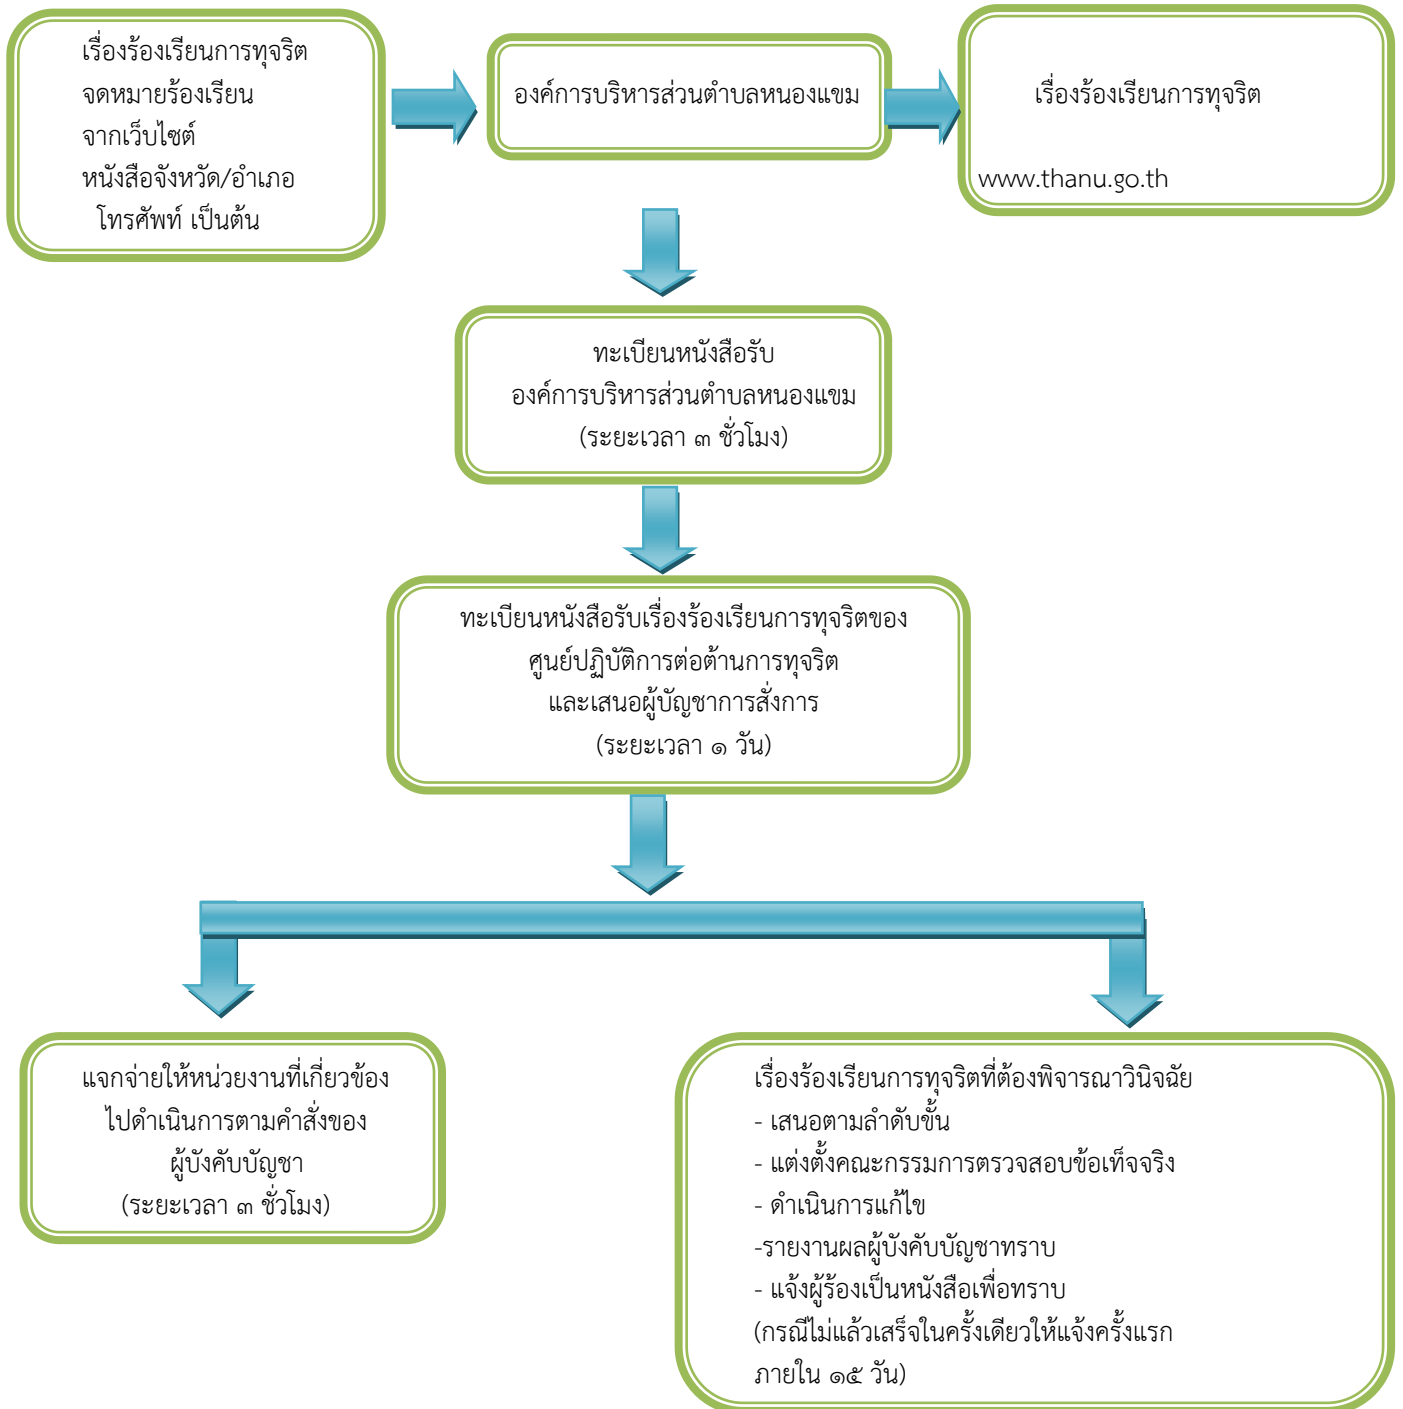 เรื่องร้องเรียนการทุจริต
จดหมายร้องเรียน
จากเว็บไซต์
หนังสือจังหวัด/อำเภอ
โทรศัพท์ เป็นต้น
องค์การบริหารส่วนตำบลหนองแขม
เรื่องร้องเรียนการทุจริต
www.thanu.go.th
ทะเบียนหนังสือรับ
องค์การบริหารส่วนตำบลหนองแขม
(ระยะเวลา ๓ ชั่วโมง)
ทะเบียนหนังสือรับเรื่องร้องเรียนการทุจริตของ
ศูนย์ปฏิบัติการต่อต้านการทุจริต
และเสนอผู้บัญชาการสั่งการ
(ระยะเวลา ๑ วัน)
แจกจ่ายให้หน่วยงานที่เกี่ยวข้อง
ไปดำเนินการตามคำสั่งของ
ผู้บังคับบัญชา
(ระยะเวลา ๓ ชั่วโมง)
เรื่องร้องเรียนการทุจริตที่ต้องพิจารณาวินิจฉัย
- เสนอตามลำดับขั้น
- แต่งตั้งคณะกรรมการตรวจสอบข้อเท็จจริง
- ดำเนินการแก้ไข
-รายงานผลผู้บังคับบัญชาทราบ
- แจ้งผู้ร้องเป็นหนังสือเพื่อทราบ
(กรณีไม่แล้วเสร็จในครั้งเดียวให้แจ้งครั้งแรก
ภายใน ๑๕ วัน)